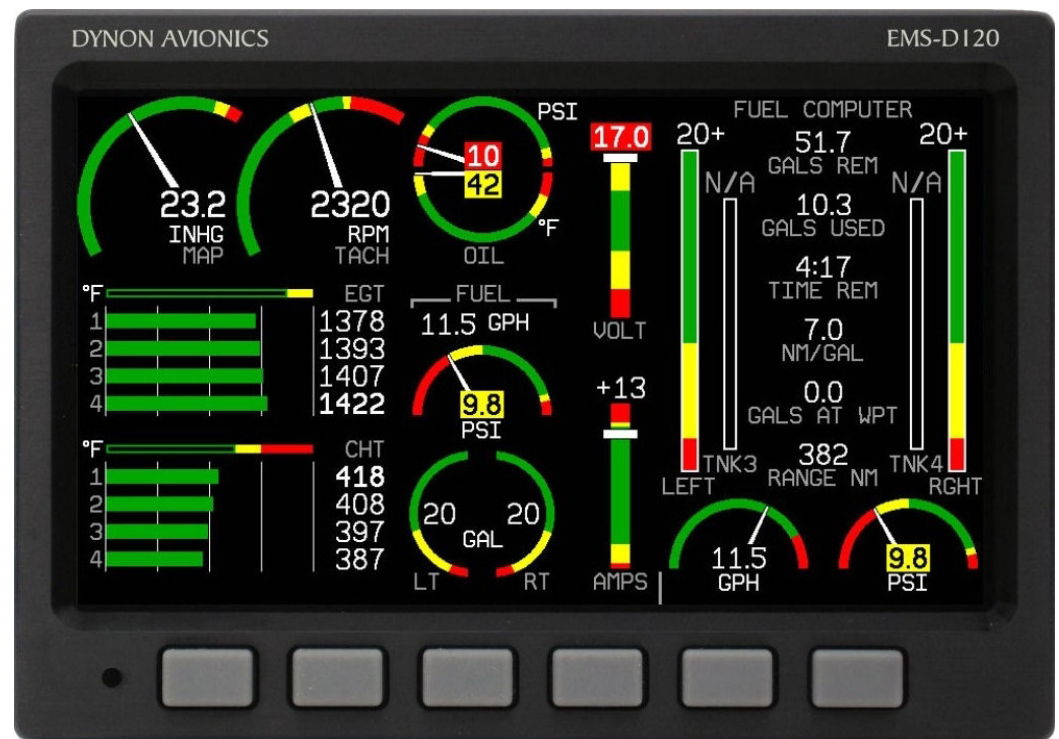 DYNON AVIONICS
EMS-D120
23.2
INHG
MAP
2320
RPM
TACH
PSI
10
42
°F
OIL
17.0
VOLT
FUEL COMPUTER
20+
20+
51.7
GALS REM
N/A
N/A
10.3
GALS USED
4:17
TIME REM
7.0
NM/GAL
0.0
GALS AT WPT
382
RANGE NM
TNK3
TNK4
LEFT
RGHT
°F
EGT
1 1378
2 1393
3 1407
4 1422
°F
CHT
1 418
2 408
3 397
4 387
FUEL
11.5 GPH
9.8
PSI
20
20
GAL
LT
RT
+13
AMPS
11.5
GPH
9.8
PSI